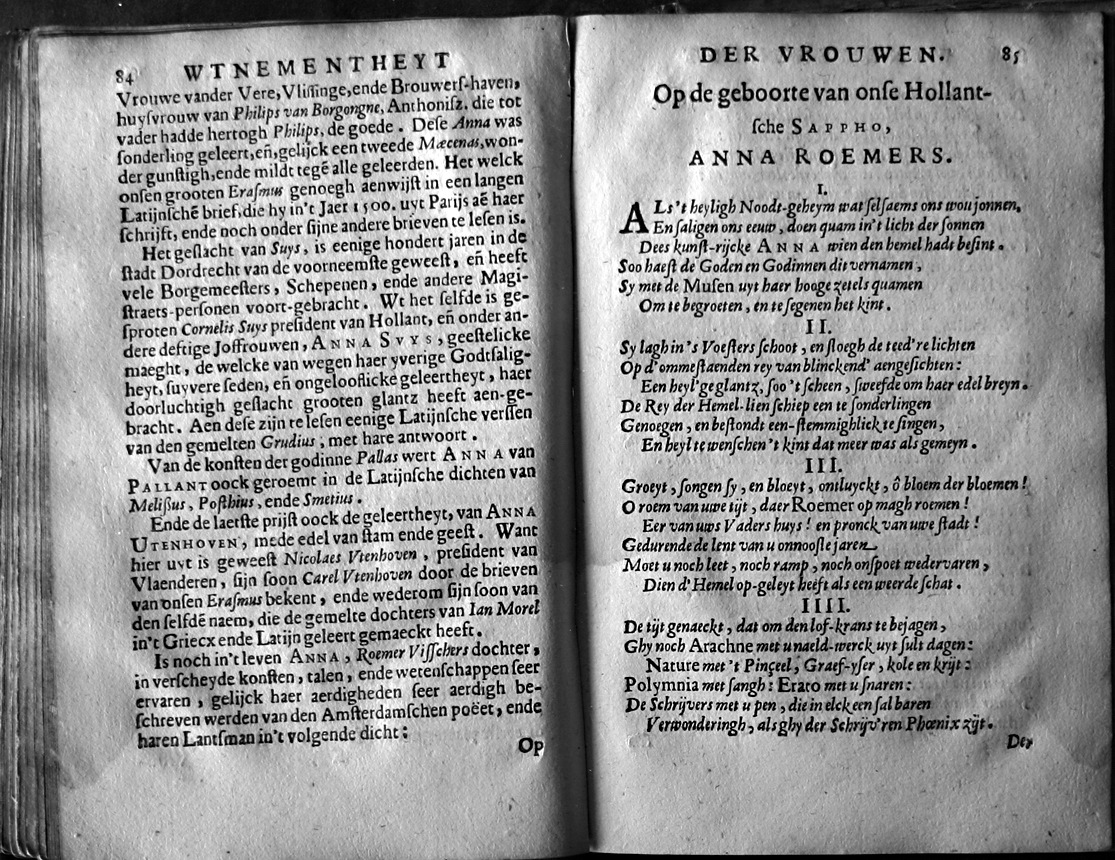 84 WTNEMENTHEYT
Vrouwe vander Vere, Vliſſinge, ende Brouwerſ-haven,
huyſvrouw van Philips van Borgongne, Anthoniſz. die tot
vader hadde hertogh Philips, de goede. Deſe Anna was
ſonderling geleert, eñ, gelijck een tweede Mæcenas, won-
der gunſtigh, ende mildt tegē alle geleerden. Het welck
onſen grooten Eraſmus genoegh aenwijſt in een langen
Latijnſchē brief, die hy in't Jaer 1500. uyt Parijs aē haer
ſchrijft, ende noch onder ſijne andere brieven te leſen is.
Het geſlacht van Suys, is eenige hondert jaren in de
ſtadt Dordrecht van de voorneemſte geweeſt, eñ heeft
vele Borgemeeſters, Schepenen, ende andere Magi-
ſtraets-perſonen voort-gebracht. Wt het ſelfde is ge-
ſproten Cornelis Suys preſident van Hollant, eñ onder an-
dere deftige Joffrouwen, ANNA SVYS, geeſtelicke
maeght, de welcke van wegen haer yverige Godtſalig-
heyt, ſuyvere ſeden, eñ ongelooflicke geleertheyt, haer
doorluchtigh geſlacht grooten glantz heeft aen-ge-
bracht. Aen deſe zijn te leſen eenige Latijnſche verſſen
van den gemelten Grudius, met hare antwoort.
Van de konſten der godinne Pallas wert ANNA van
PALLANT oock geroemt in de Latijnſche dichten van
Meliſſus, Poſthius, ende Smetius.
Ende de laetſte prijſt oock de geleertheyt, van ANNA
UTENHOVEN, mede edel van ſtam ende geeſt. Want
hier uvt is geweeſt Nicolaes Vtenhoven, preſident van
Vlaenderen, ſijn ſoon Carel Vtenhoven door de brieven
van onſen Eraſmus bekent, ende wederom ſijn ſoon van
den ſelfdē naem, die de gemelte dochters van Ian Morel
in't Griecx ende Latijn geleert gemaeckt heeft.
Is noch in't leven ANNA, Roemer Viſſchers dochter,
in verſcheyde konſten, talen, ende wetenſchappen ſeer
ervaren, gelijck haer aerdigheden ſeer aerdigh be-
ſchreven werden van den Amſterdamſchen poëet, ende
haren Lantſman in't volgende dicht:
Op
DER VROUWEN. 85
Op de geboorte van onſe Hollant-
ſche SAPPHO,
ANNA ROEMERS.
I.
ALs't heyligh Noodt-geheym wat ſelſaems ons wou jonnen,
En ſaligen ons eeuw, doen quam in't licht der ſonnen
Dees kunſt-rijcke ANNA wien den hemel hadt beſint.
Soo haeſt de Goden en Godinnen dit vernamen,
Sy met de Muſen uyt haer hooge zetels quamen
Om te begroeten, en te ſegenen het kint.
II.
Sy lagh in's Voeſters ſchoot, en ſloegh de teed're lichten
Op d'ommeſtaenden rey van blinckend' aengeſichten:
Een heyl'ge glantz, ſoo 't ſcheen, ſweefde om haer edel breyn.
De Rey der Hemel-lien ſchiep een te ſonderlingen
Genoegen, en beſtondt een-ſtemmighlick te ſingen,
En heyl te wenſchen 't kint dat meer was als gemeyn.
III.
Groeyt, ſongen ſy, en bloeyt, ontluyckt, ô bloem der bloemen!
O roem van uwe tijt, daer Roemer op magh roemen!
Eer van uws Vaders huys! en pronck van uwe ſtadt!
Gedurende de lent van u onnooſle jaren
Moet u noch leet, noch ramp, noch onſpoet wedervaren,
Dien d'Hemel op-geleyt heeft als een weerde ſchat.
IIII.
De tijt genaeckt, dat om den lof-krans te bejagen,
Ghy noch Arachne met u naeld-werck uyt ſult dagen:
Nature met 't Pinçeel, Graef-yſer, kole en krijt:
Polymnia met ſangh: Erato met u ſnaren:
De Schrijvers met u pen, die in elck een ſal baren
Verwonderingh, als ghy der Schrijv'ren Phœnix zijt.
Der